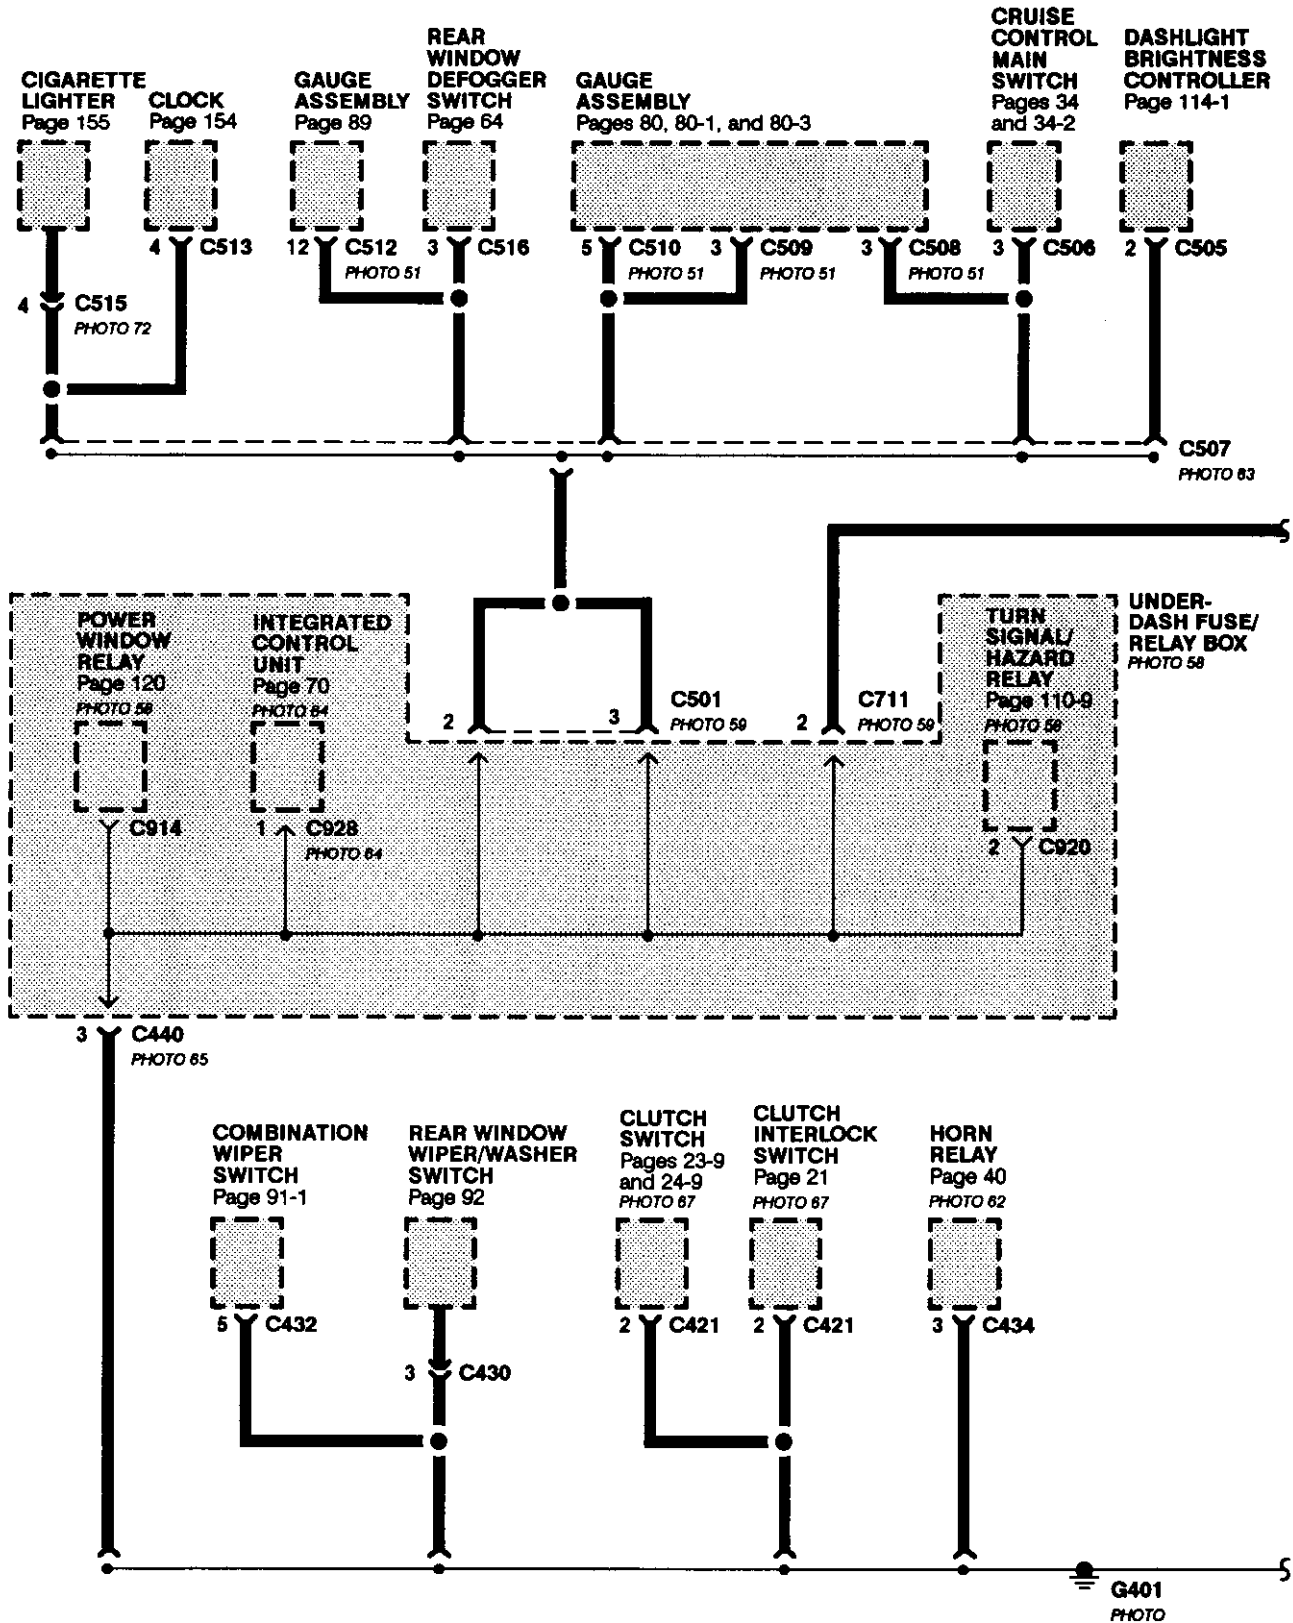 CIGARETTE
LIGHTER
Page 155
CLOCK
Page 154
GAUGE
ASSEMBLY
Page 89
REAR
WINDOW
DEFOGGER
SWITCH
Page 64
GAUGE
ASSEMBLY
Pages 80, 80-1, and 80-3
CRUISE
CONTROL
MAIN
SWITCH
Pages 34
and 34-2
DASHLIGHT
BRIGHTNESS
CONTROLLER
Page 114-1
4 C513
12 C512
PHOTO 51
3 C516
5 C510
PHOTO 51
3 C509
PHOTO 51
3 C508
PHOTO 51
3 C506
2 C505
4 C515
PHOTO 72
C507
PHOTO 63
POWER
WINDOW
RELAY
Page 120
PHOTO 58
INTEGRATED
CONTROL
UNIT
Page 70
PHOTO 64
2
3 C501
PHOTO 59
2 C711
PHOTO 59
TURN
SIGNAL/
HAZARD
RELAY
Page 110-9
PHOTO 58
UNDER-
DASH FUSE/
RELAY BOX
PHOTO 58
C914
1 C928
PHOTO 64
2 C920
3 C440
PHOTO 65
COMBINATION
WIPER
SWITCH
Page 91-1
REAR WINDOW
WIPER/WASHER
SWITCH
Page 92
CLUTCH
SWITCH
Pages 23-9
and 24-9
PHOTO 67
CLUTCH
INTERLOCK
SWITCH
Page 21
PHOTO 67
HORN
RELAY
Page 40
PHOTO 62
5 C432
3 C430
2 C421
2 C421
3 C434
G401
PHOTO